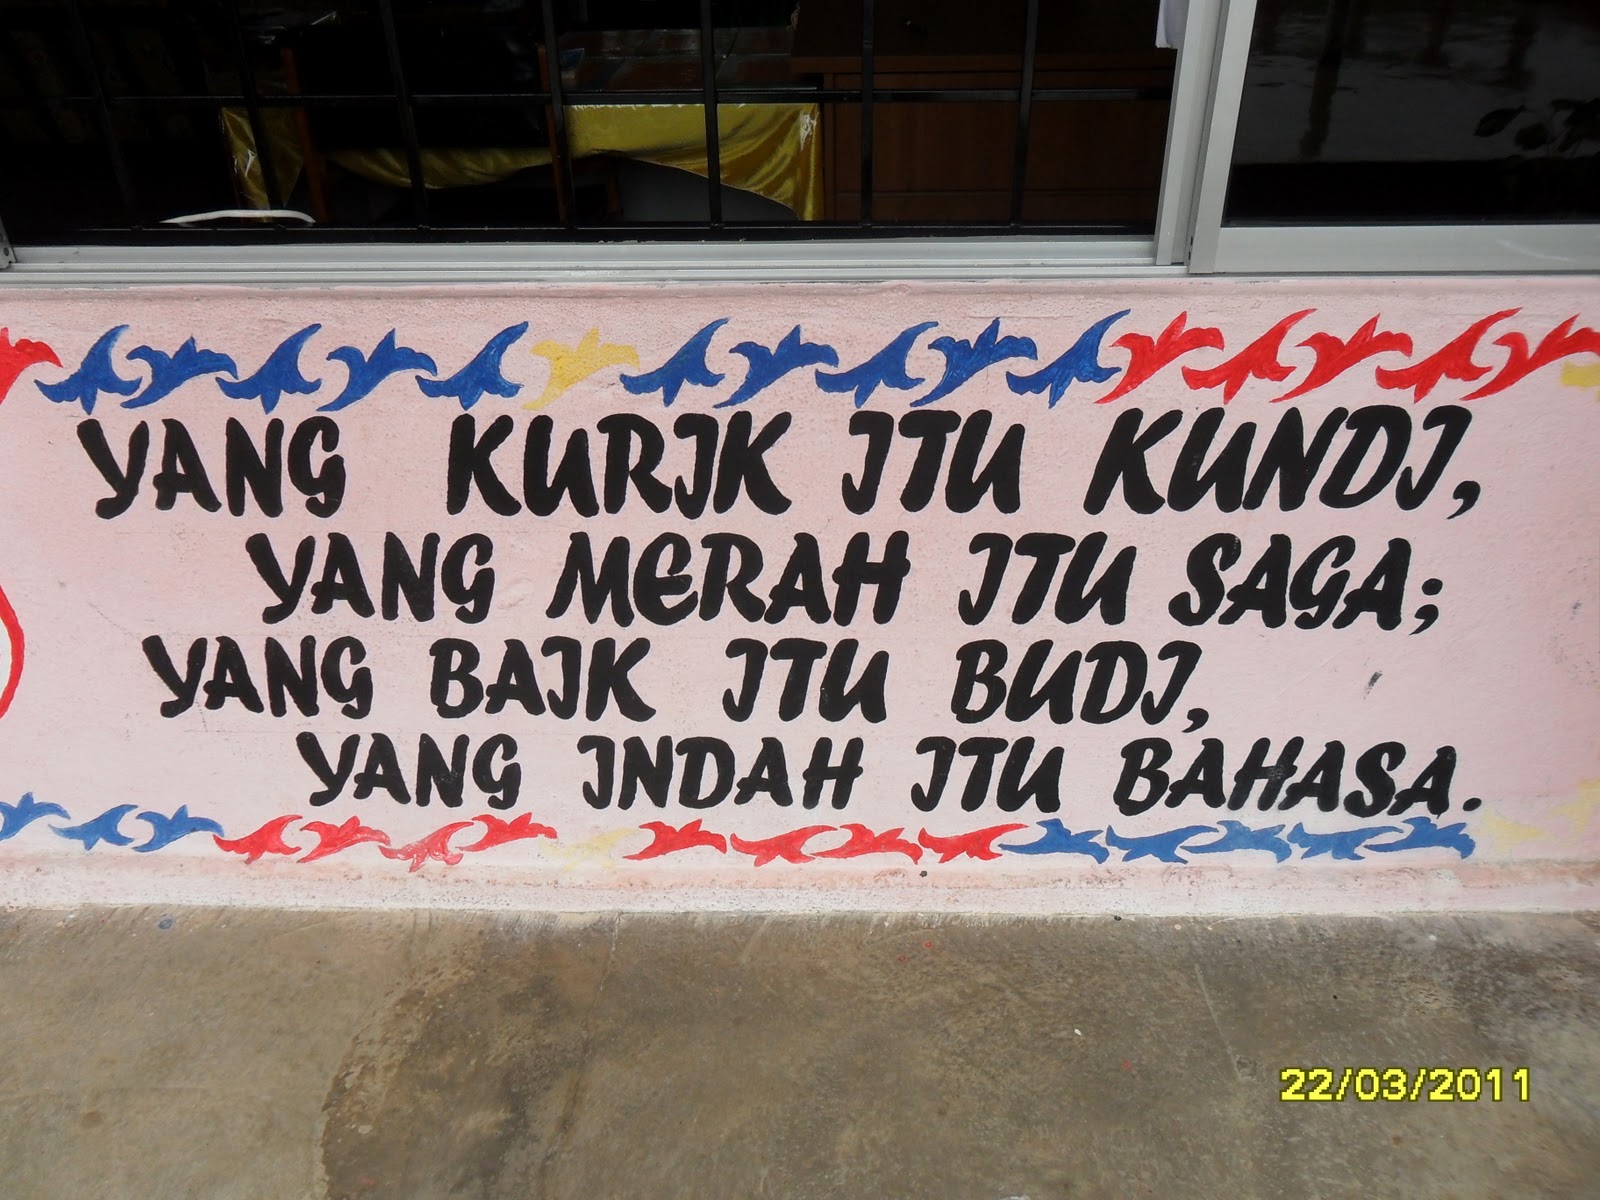 YANG KURIK ITU KUNDI,
YANG MERAH ITU SAGA;
YANG BAIK ITU BUDI,
YANG INDAH ITU BAHASA.
22/03/2011